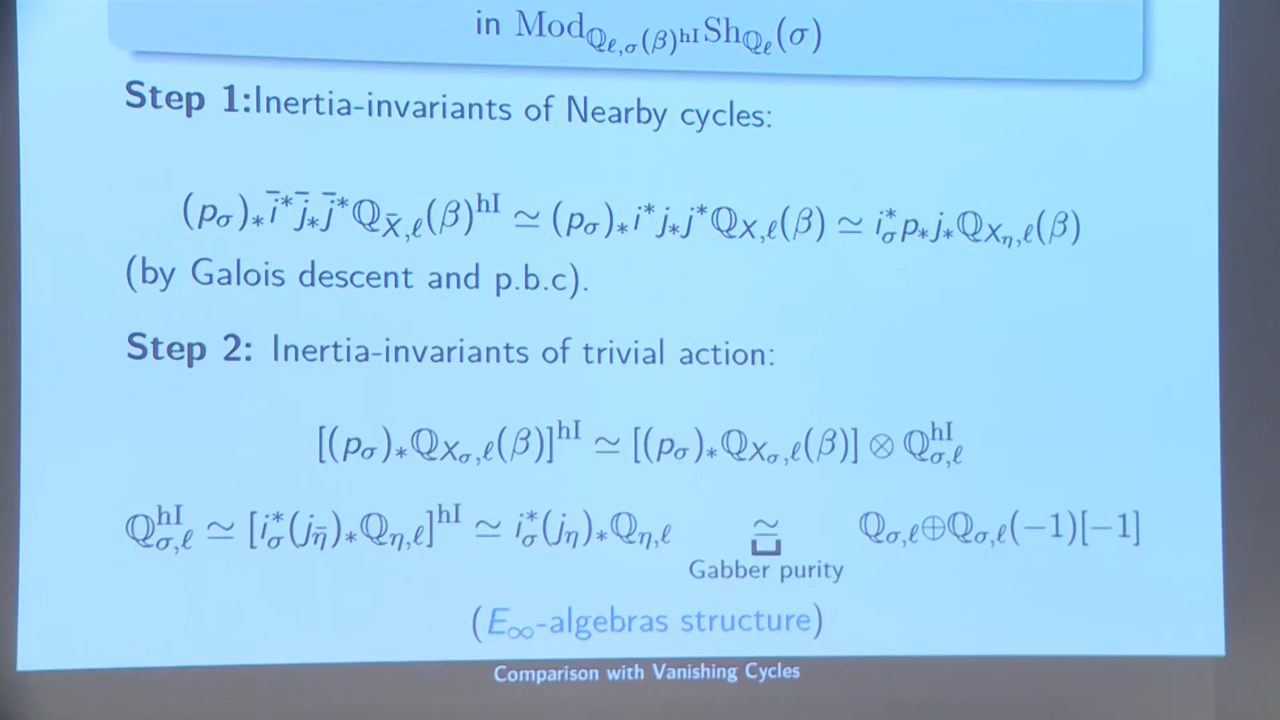 in Mod_{ℚ_{ℓ,σ}(β)^{hI}}Sh_{ℚ_ℓ}(σ)
Step 1:Inertia-invariants of Nearby cycles:
(p_σ)_* ī^* j̄_* j̄^* ℚ_{X̄,ℓ}(β)^{hI} ≃ (p_σ)_* i^* j_* j^* ℚ_{X,ℓ}(β) ≃ i_σ^* p_* j_* ℚ_{X_η,ℓ}(β)
(by Galois descent and p.b.c).
Step 2: Inertia-invariants of trivial action:
[(p_σ)_* ℚ_{X_σ,ℓ}(β)]^{hI} ≃ [(p_σ)_* ℚ_{X_σ,ℓ}(β)] ⊗ ℚ_{σ,ℓ}^{hI}
ℚ_{σ,ℓ}^{hI} ≃ [i_σ^*(j_{η̄})_* ℚ_{η,ℓ}]^{hI} ≃ i_σ^*(j_η)_* ℚ_{η,ℓ} ≃ ℚ_{σ,ℓ}⊕ℚ_{σ,ℓ}(−1)[−1]
Gabber purity
(E_∞-algebras structure)
Comparison with Vanishing Cycles